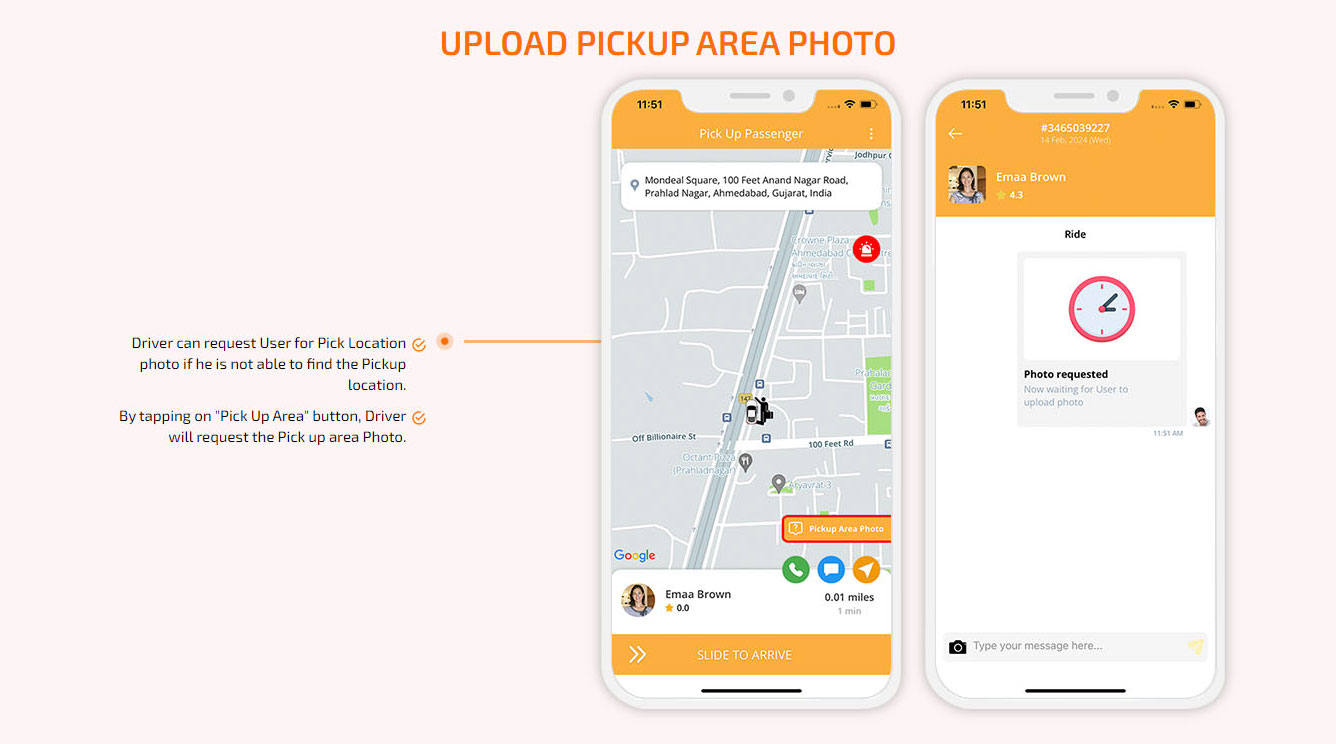 UPLOAD PICKUP AREA PHOTO
Driver can request User for Pick Location
photo if he is not able to find the Pickup
location.
By tapping on "Pick Up Area" button, Driver
will request the Pick up area Photo.
11:51
Pick Up Passenger
Jodhpur
Mondeal Square, 100 Feet Anand Nagar Road,
Prahlad Nagar, Ahmedabad, Gujarat, India
Crowne Plaza
Ahmedabad
147
Off Billionaire St
100 Feet Rd
Octant Pizza
(Prahladnagar)
Aryavrat-3
Pickup Area Photo
Google
Emaa Brown
0.0
0.01 miles
1 min
SLIDE TO ARRIVE
11:51
#3465039227
14 Feb, 2024 (Wed)
Emaa Brown
4.3
Ride
Photo requested
Now waiting for User to
upload photo
11:51 AM
Type your message here...